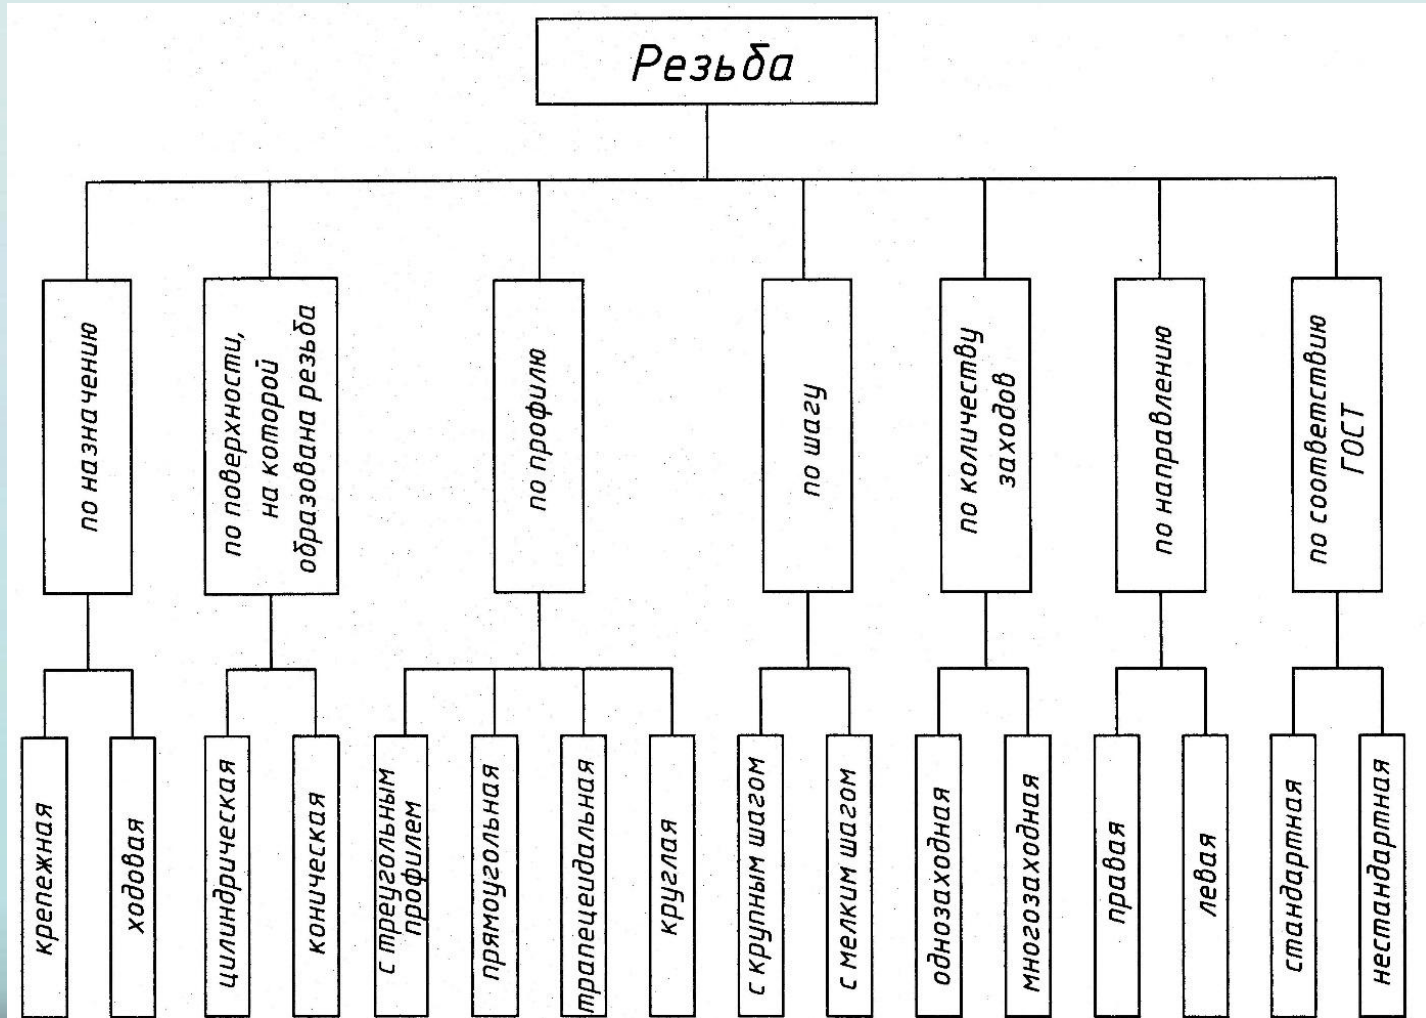 Резьба
по назначению
по поверхности,
на которой
образована резьба
по профилю
по шагу
по количеству
заходов
по направлению
по соответствию
ГОСТ
крепежная
ходовая
цилиндрическая
коническая
с треугольным
профилем
прямоугольная
трапецеидальная
круглая
с крупным шагом
с мелким шагом
однозаходная
многозаходная
правая
левая
стандартная
нестандартная